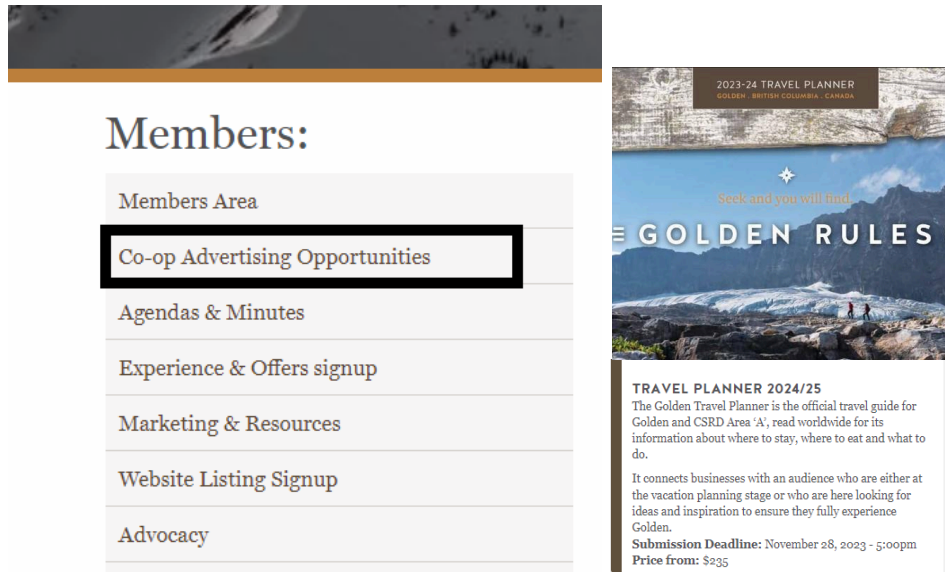 Members:
Members Area
Co-op Advertising Opportunities
Agendas & Minutes
Experience & Offers signup
Marketing & Resources
Website Listing Signup
Advocacy
2023-24 TRAVEL PLANNER
GOLDEN . BRITISH COLUMBIA . CANADA
Seek and you will find
GOLDEN RULES
TRAVEL PLANNER 2024/25
The Golden Travel Planner is the official travel guide for
Golden and CSRD Area ‘A’, read worldwide for its
information about where to stay, where to eat and what to
do.
It connects businesses with an audience who are either at
the vacation planning stage or who are here looking for
ideas and inspiration to ensure they fully experience
Golden.
Submission Deadline: November 28, 2023 - 5:00pm
Price from: $235